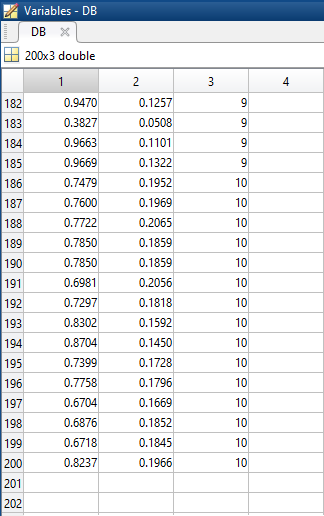 Variables - DB
DB
200x3 double
1 2 3 4
182 0.9470 0.1257 9
183 0.3827 0.0508 9
184 0.9663 0.1101 9
185 0.9669 0.1322 9
186 0.7479 0.1952 10
187 0.7600 0.1969 10
188 0.7722 0.2065 10
189 0.7850 0.1859 10
190 0.7850 0.1859 10
191 0.6981 0.2056 10
192 0.7297 0.1818 10
193 0.8302 0.1592 10
194 0.8704 0.1450 10
195 0.7399 0.1728 10
196 0.7758 0.1796 10
197 0.6704 0.1669 10
198 0.6876 0.1852 10
199 0.6718 0.1845 10
200 0.8237 0.1966 10
201
202